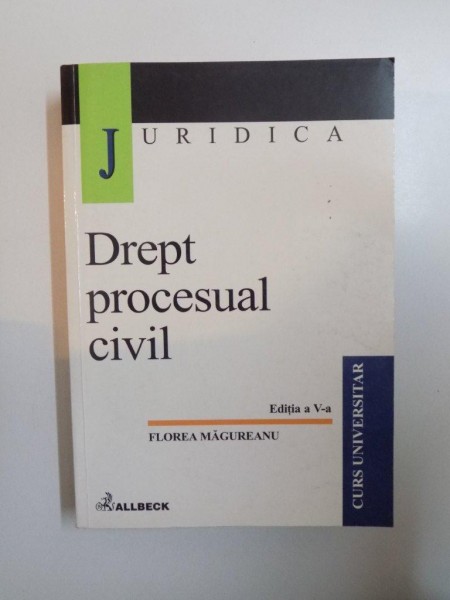 JURIDICA
Drept
procesual
civil
Ediția a V-a
FLOREA MĂGUREANU
CURS UNIVERSITAR
ALLBECK